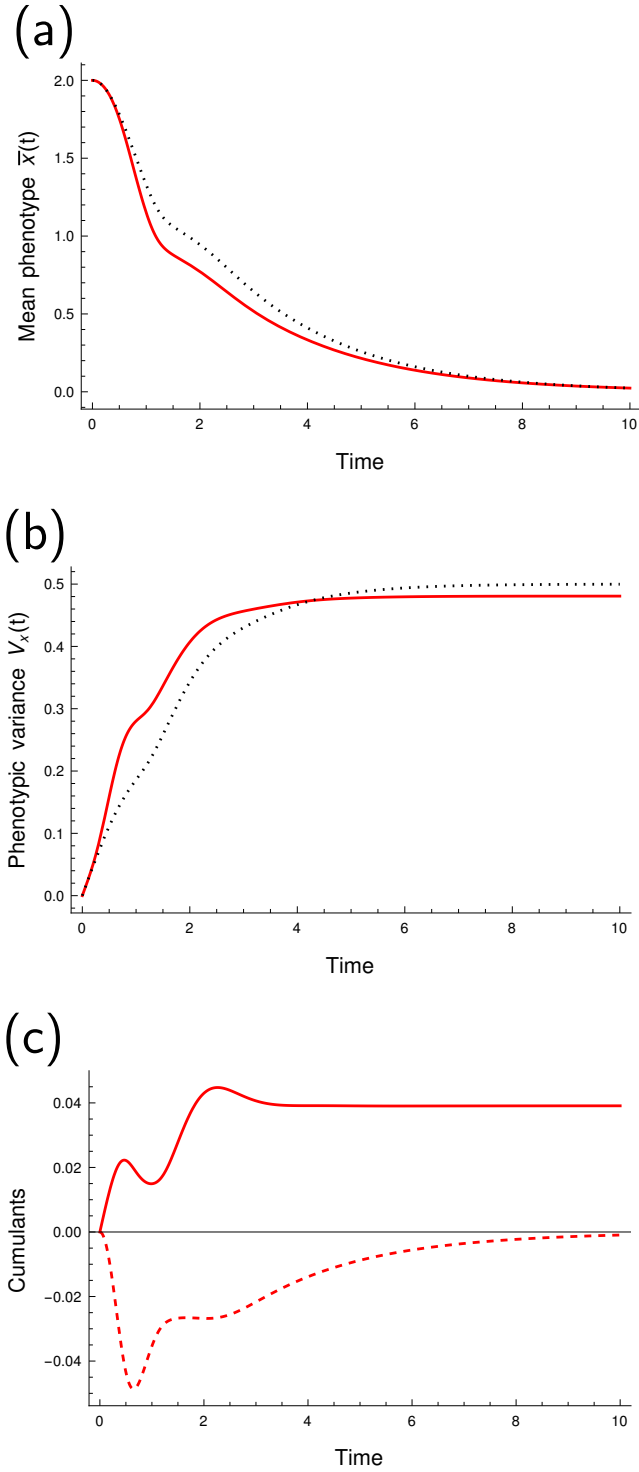 (a)
Mean phenotype x̅(t)
2.0
1.5
1.0
0.5
0.0
0 2 4 6 8 10
Time
(b)
Phenotypic variance Vₓ(t)
0.5
0.4
0.3
0.2
0.1
0.0
0 2 4 6 8 10
Time
(c)
Cumulants
0.04
0.02
0.00
−0.02
−0.04
0 2 4 6 8 10
Time